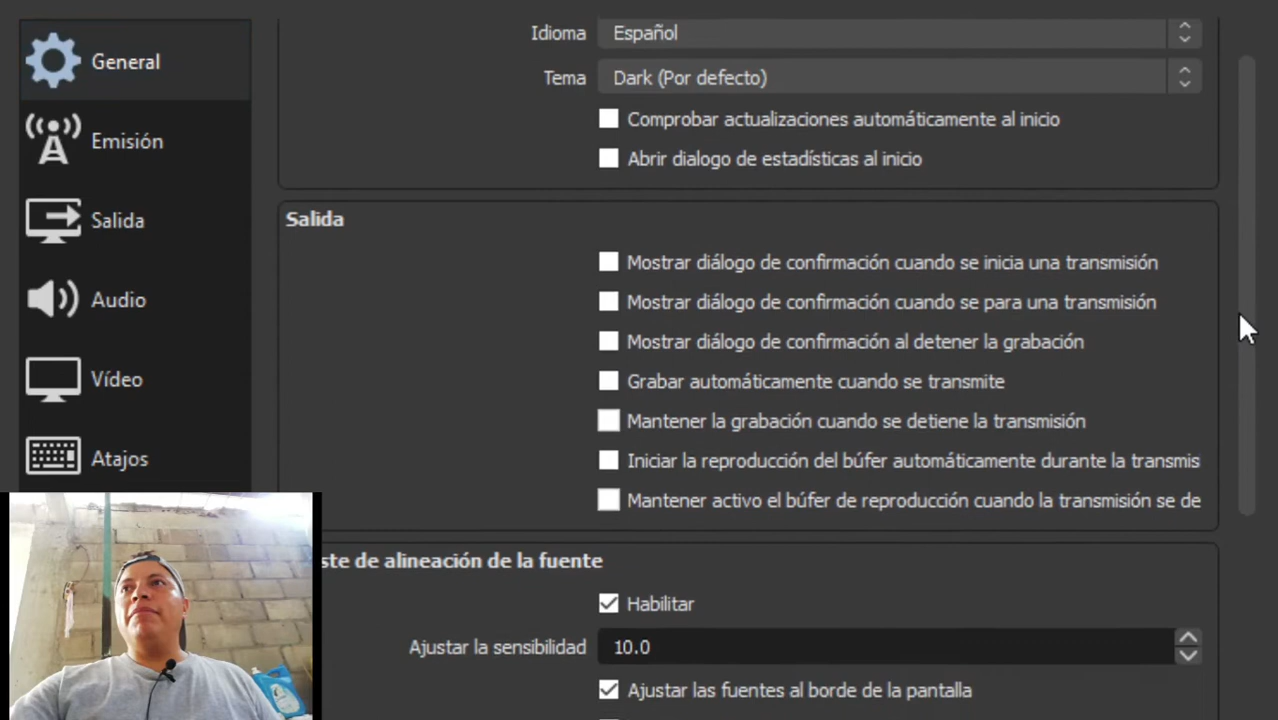 General
Emisión
Salida
Audio
Vídeo
Atajos
Idioma Español
Tema Dark (Por defecto)
Comprobar actualizaciones automáticamente al inicio
Abrir dialogo de estadísticas al inicio
Salida
Mostrar diálogo de confirmación cuando se inicia una transmisión
Mostrar diálogo de confirmación cuando se para una transmisión
Mostrar diálogo de confirmación al detener la grabación
Grabar automáticamente cuando se transmite
Mantener la grabación cuando se detiene la transmisión
Iniciar la reproducción del búfer automáticamente durante la transmis
Mantener activo el búfer de reproducción cuando la transmisión se de
ste de alineación de la fuente
Habilitar
Ajustar la sensibilidad 10.0
Ajustar las fuentes al borde de la pantalla